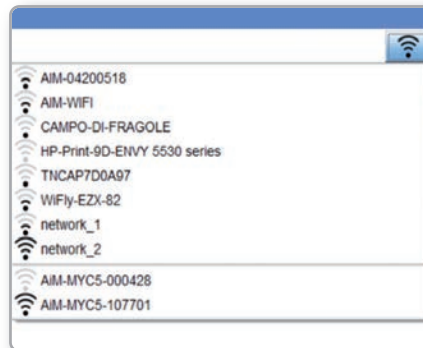 AiM-04200518
AiM-WIFI
CAMPO-DI-FRAGOLE
HP-Print-9D-ENVY 5530 series
TNCAP7D0A97
WiFly-EZX-82
network_1
network_2
AiM-MYC5-000428
AiM-MYC5-107701